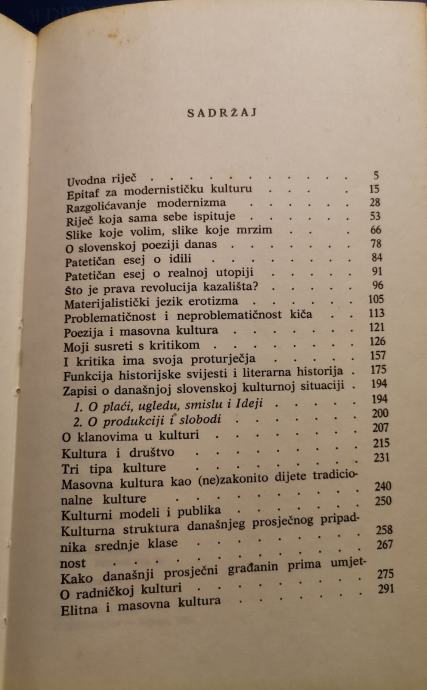 SADRŽAJ
Uvodna riječ . . . . . . . . . . . 5
Epitaf za modernističku kulturu . . . . 15
Razgolićavanje modernizma . . . . . 28
Riječ koja sama sebe ispituje . . . . . 53
Slike koje volim, slike koje mrzim . . . . 66
O slovenskoj poeziji danas . . . . . . 78
Patetičan esej o idili . . . . . . . 84
Patetičan esej o realnoj utopiji . . . . . 91
Što je prava revolucija kazališta? . . . . 96
Materijalistički jezik erotizma . . . . . 105
Problematičnost i neproblematičnost kiča . . 113
Poezija i masovna kultura . . . . . . 121
Moji susreti s kritikom . . . . . . . 126
I kritika ima svoja proturječja . . . . . 157
Funkcija historijske svijesti i literarna historija . 175
Zapisi o današnjoj slovenskoj kulturnoj situaciji . 194
1. O plaći, ugledu, smislu i Ideji . . . . 194
2. O produkciji i slobodi . . . . . . 200
O klanovima u kulturi . . . . . . . 207
Kultura i društvo . . . . . . . . 215
Tri tipa kulture . . . . . . . . 231
Masovna kultura kao (ne)zakonito dijete tradicio-
nalne kulture . . . . . . . . . 240
Kulturni modeli i publika . . . . . . 250
Kulturna struktura današnjeg prosječnog pripad-
nika srednje klase . . . . . . . . 258
nost . . . . . . . . . . . 267
Kako današnji prosječni građanin prima umjet-
O radničkoj kulturi . . . . . . . . 275
Elitna i masovna kultura . . . . . . 291